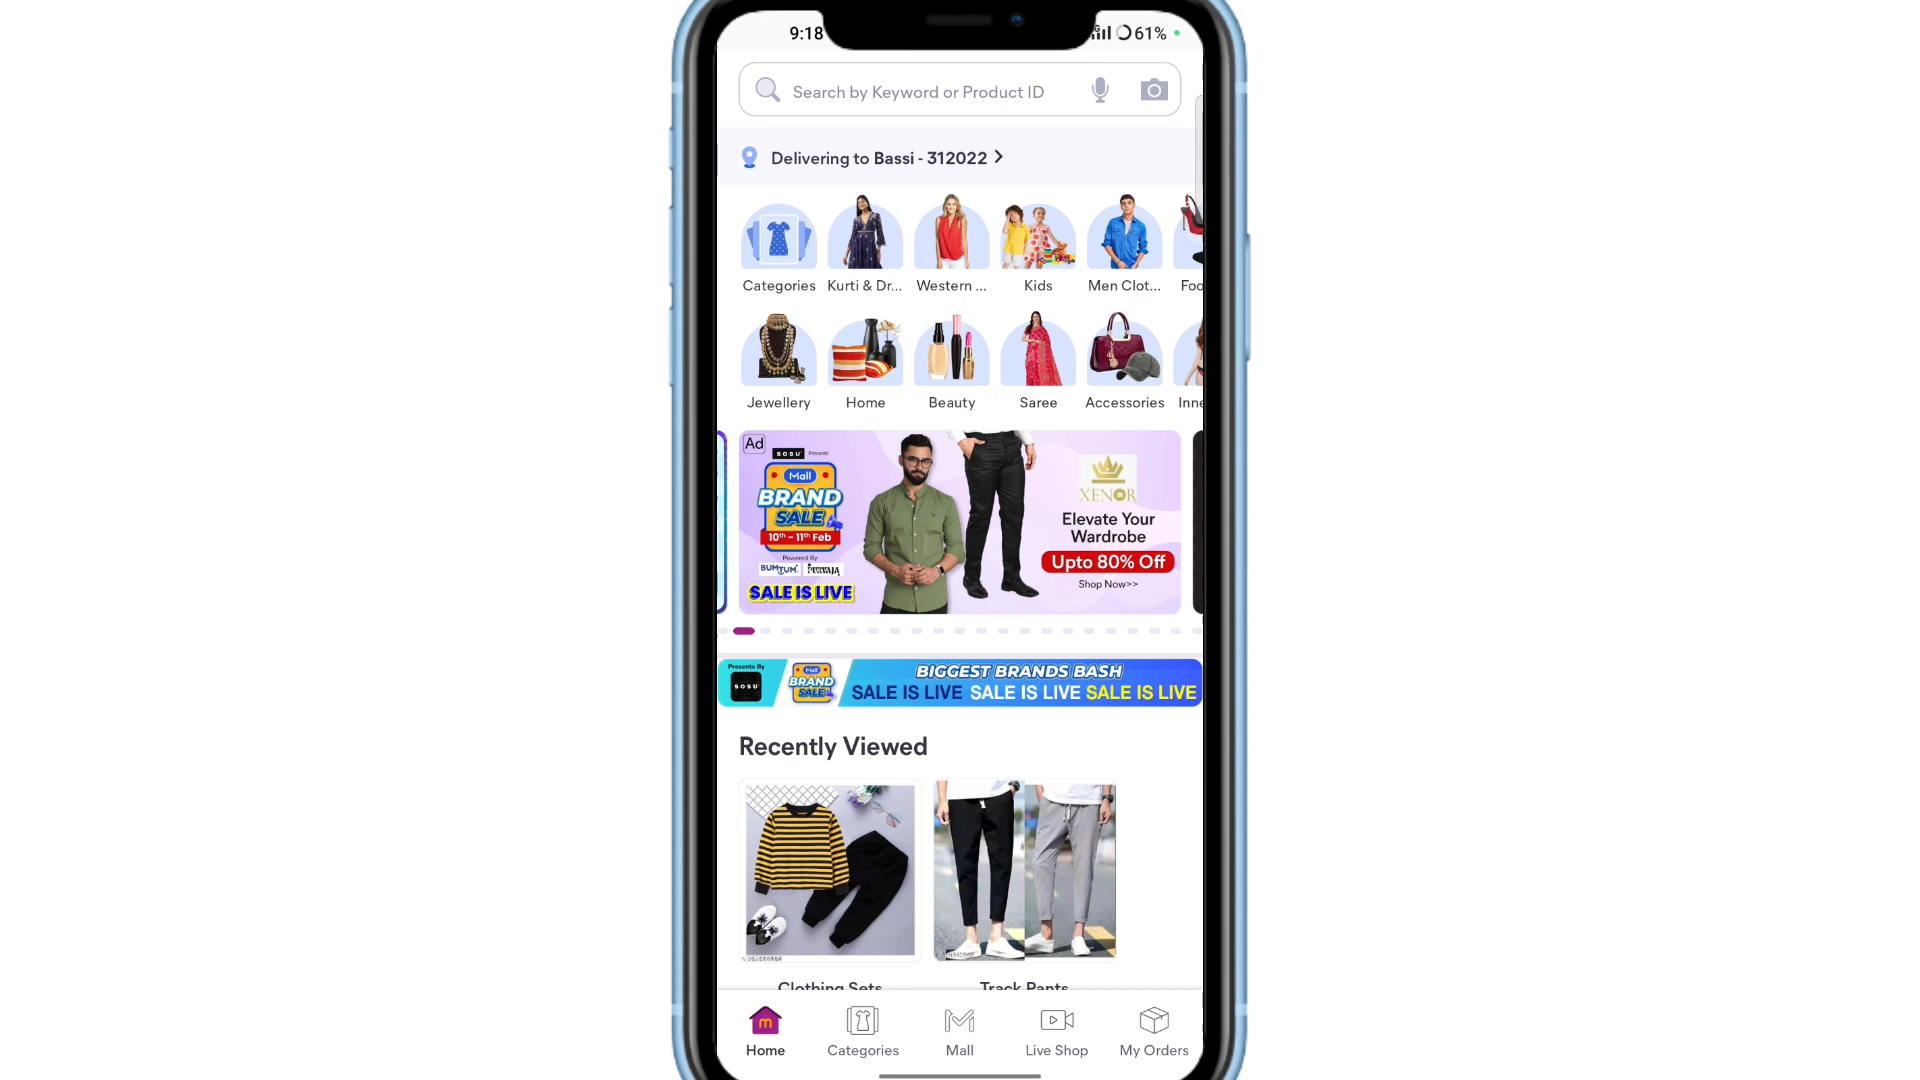 9:18
61%
Search by Keyword or Product ID
Delivering to Bassi - 312022
Categories
Kurti & Dr...
Western ...
Kids
Men Clot...
Foo
Jewellery
Home
Beauty
Saree
Accessories
Inne
Ad
SOSU Presents
Mall
BRAND
SALE
10th - 11th Feb
Powered By
BUMTUM
SALE IS LIVE
XENOR
Elevate Your
Wardrobe
Upto 80% Off
Shop Now>>
Presents By
SOSU
Mall
BRAND
SALE
BIGGEST BRANDS BASH
SALE IS LIVE SALE IS LIVE SALE IS LIVE
Recently Viewed
Clothing Sets
Track Pants
m
Home
Categories
Mall
Live Shop
My Orders